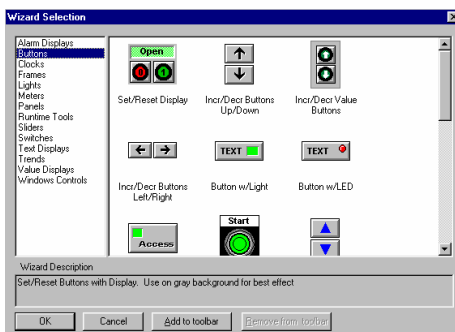 Wizard Selection
Alarm Displays
Buttons
Clocks
Frames
Lights
Meters
Panels
Runtime Tools
Sliders
Switches
Text Displays
Trends
Value Displays
Windows Controls
Open
0 1
Set/Reset Display
Incr/Decr Buttons
Up/Down
Incr/Decr Value
Buttons
Incr/Decr Buttons
Left/Right
TEXT
Button w/Light
TEXT
Button w/LED
Access
Start
Wizard Description
Set/Reset Buttons with Display. Use on gray background for best effect
OK
Cancel
Add to toolbar
Remove from toolbar